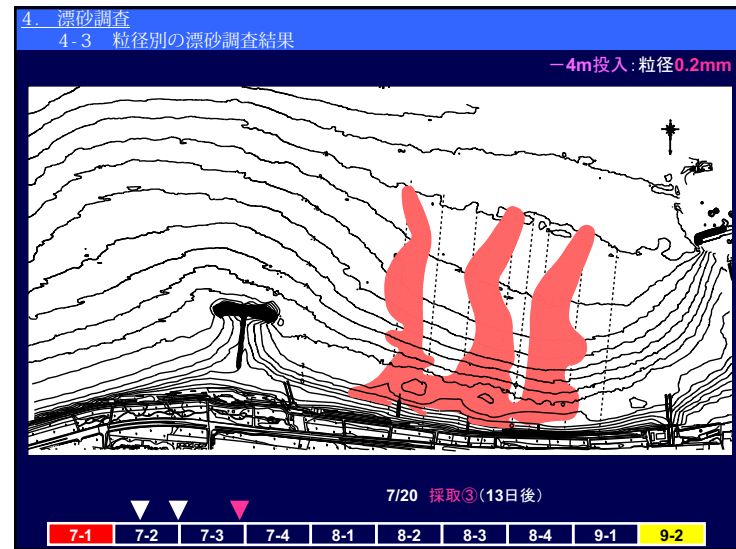 4. 漂砂調査
4-3 粒径別の漂砂調査結果
－4m投入：粒径0.2mm
7/20 採取③（13日後）
7-1 7-2 7-3 7-4 8-1 8-2 8-3 8-4 9-1 9-2